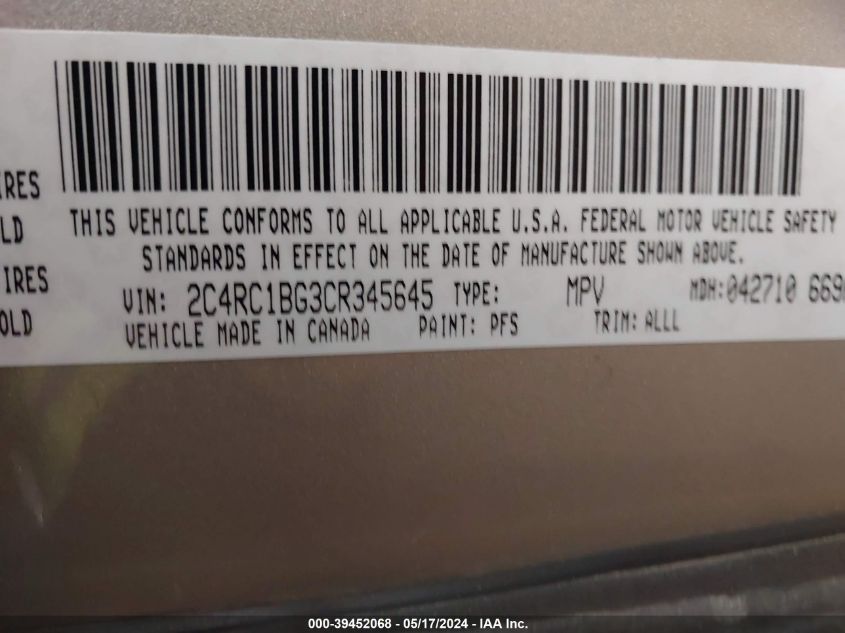 IRES
LD
IRES
OLD
THIS VEHICLE CONFORMS TO ALL APPLICABLE U.S.A. FEDERAL MOTOR VEHICLE SAFETY
STANDARDS IN EFFECT ON THE DATE OF MANUFACTURE SHOWN ABOVE.
VIN: 2C4RC1BG3CR345645 TYPE: MPV MDH:042710 669
VEHICLE MADE IN CANADA PAINT: PFS TRIM: ALLL
000-39452068 - 05/17/2024 - IAA Inc.